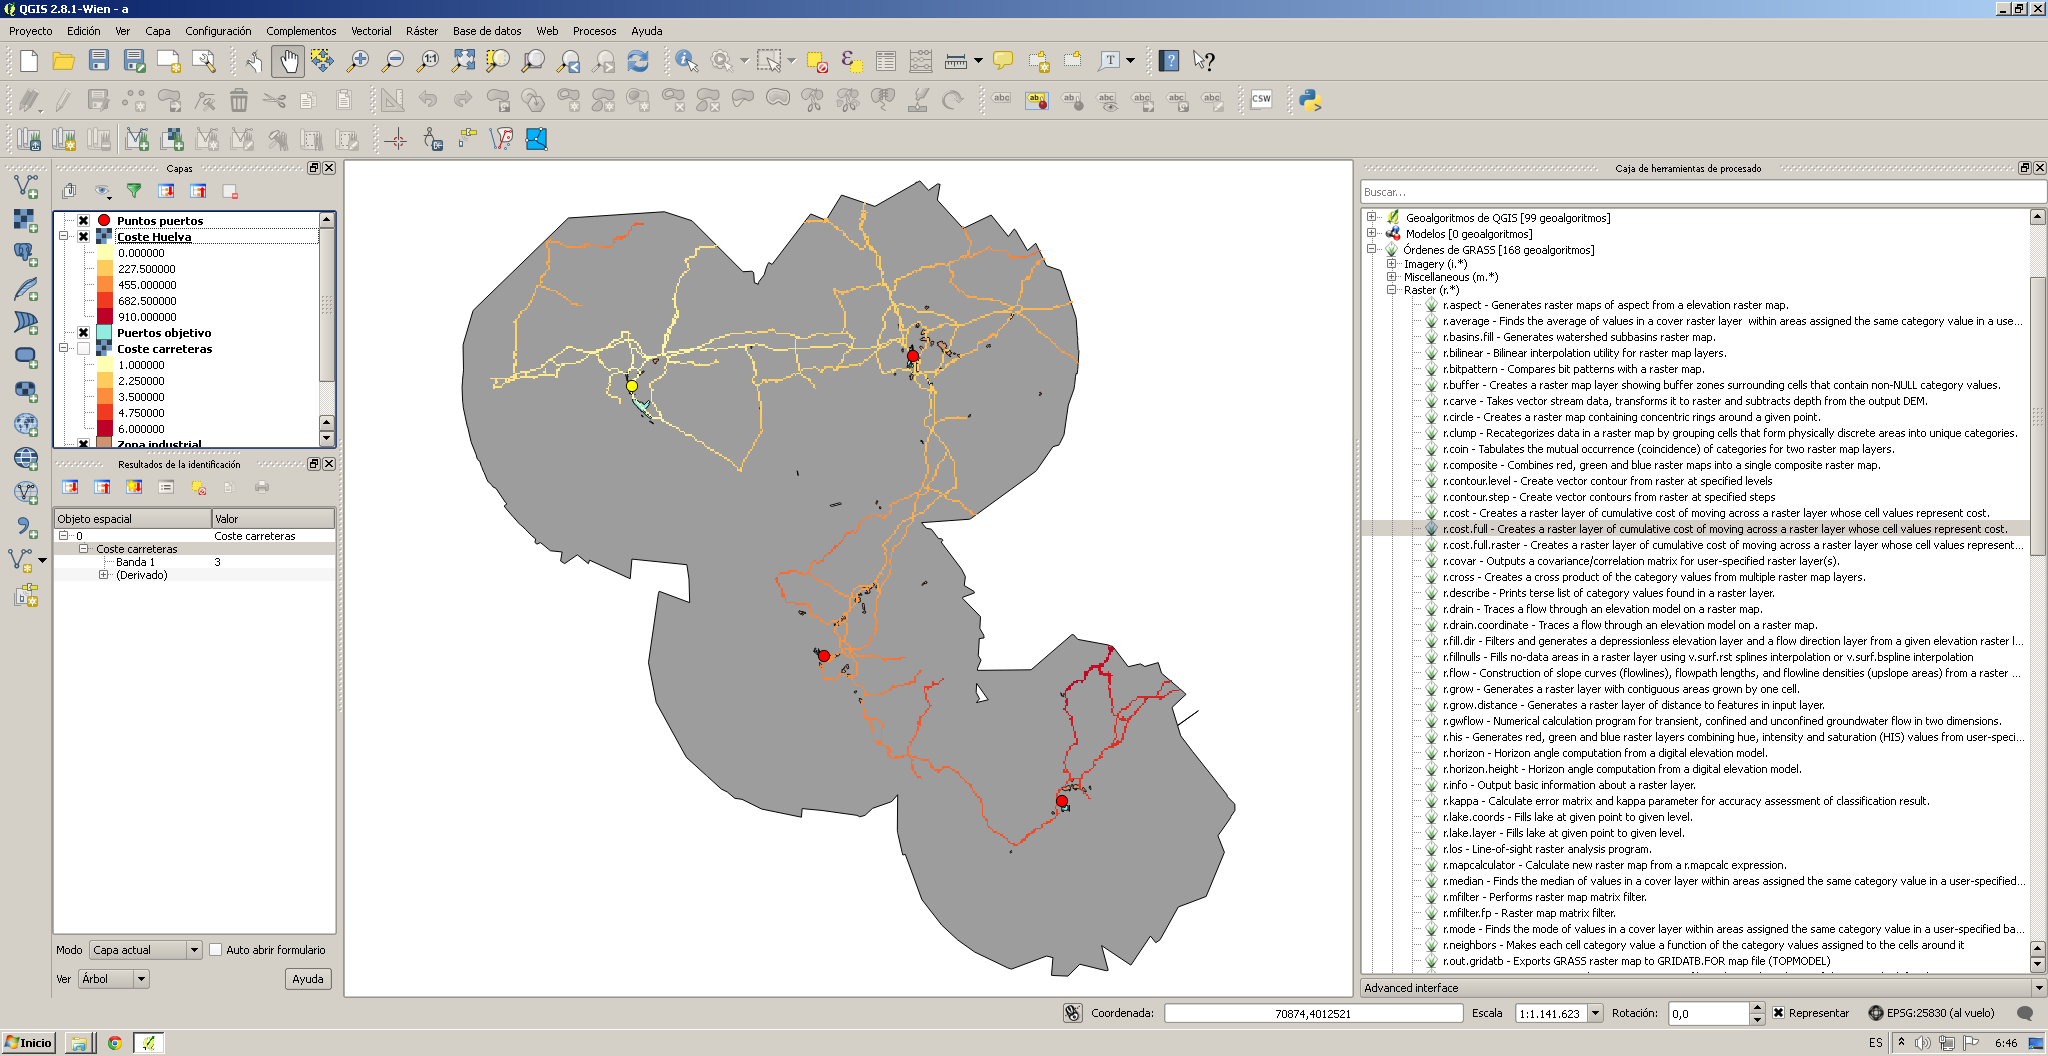 QGIS 2.8.1-Wien - a
Proyecto Edición Ver Capa Configuración Complementos Vectorial Ráster Base de datos Web Procesos Ayuda
Capas
Puntos puertos
Coste Huelva
0.000000
227.500000
455.000000
682.500000
910.000000
Puertos objetivo
Coste carreteras
1.000000
2.250000
3.500000
4.750000
6.000000
Zona industrial
Resultados de la identificación
Objeto espacial Valor
0 Coste carreteras
Coste carreteras
Banda 1 3
(Derivado)
Modo Capa actual Auto abrir formulario
Ver Árbol Ayuda
Caja de herramientas de procesado
Buscar...
Geoalgoritmos de QGIS [99 geoalgoritmos]
Modelos [0 geoalgoritmos]
Órdenes de GRASS [168 geoalgoritmos]
Imagery (i.*)
Miscellaneous (m.*)
Raster (r.*)
r.aspect - Generates raster maps of aspect from a elevation raster map.
r.average - Finds the average of values in a cover raster layer within areas assigned the same category value in a use...
r.basins.fill - Generates watershed subbasins raster map.
r.bilinear - Bilinear interpolation utility for raster map layers.
r.bitpattern - Compares bit patterns with a raster map.
r.buffer - Creates a raster map layer showing buffer zones surrounding cells that contain non-NULL category values.
r.carve - Takes vector stream data, transforms it to raster and subtracts depth from the output DEM.
r.circle - Creates a raster map containing concentric rings around a given point.
r.clump - Recategorizes data in a raster map by grouping cells that form physically discrete areas into unique categories.
r.coin - Tabulates the mutual occurrence (coincidence) of categories for two raster map layers.
r.composite - Combines red, green and blue raster maps into a single composite raster map.
r.contour.level - Create vector contour from raster at specified levels
r.contour.step - Create vector contours from raster at specified steps
r.cost - Creates a raster layer of cumulative cost of moving across a raster layer whose cell values represent cost.
r.cost.full - Creates a raster layer of cumulative cost of moving across a raster layer whose cell values represent cost.
r.cost.full.raster - Creates a raster layer of cumulative cost of moving across a raster layer whose cell values represent...
r.covar - Outputs a covariance/correlation matrix for user-specified raster layer(s).
r.cross - Creates a cross product of the category values from multiple raster map layers.
r.describe - Prints terse list of category values found in a raster layer.
r.drain - Traces a flow through an elevation model on a raster map.
r.drain.coordinate - Traces a flow through an elevation model on a raster map.
r.fill.dir - Filters and generates a depressionless elevation layer and a flow direction layer from a given elevation raster l...
r.fillnulls - Fills no-data areas in a raster layer using v.surf.rst splines interpolation or v.surf.bspline interpolation
r.flow - Construction of slope curves (flowlines), flowpath lengths, and flowline densities (upslope areas) from a raster ...
r.grow - Generates a raster layer with contiguous areas grown by one cell.
r.grow.distance - Generates a raster layer of distance to features in input layer.
r.gwflow - Numerical calculation program for transient, confined and unconfined groundwater flow in two dimensions.
r.his - Generates red, green and blue raster layers combining hue, intensity and saturation (HIS) values from user-speci...
r.horizon - Horizon angle computation from a digital elevation model.
r.horizon.height - Horizon angle computation from a digital elevation model.
r.info - Output basic information about a raster layer.
r.kappa - Calculate error matrix and kappa parameter for accuracy assessment of classification result.
r.lake.coords - Fills lake at given point to given level.
r.lake.layer - Fills lake at given point to given level.
r.los - Line-of-sight raster analysis program.
r.mapcalculator - Calculate new raster map from a r.mapcalc expression.
r.median - Finds the median of values in a cover layer within areas assigned the same category value in a user-specified...
r.mfilter - Performs raster map matrix filter.
r.mfilter.fp - Raster map matrix filter.
r.mode - Finds the mode of values in a cover layer within areas assigned the same category value in a user-specified ba...
r.neighbors - Makes each cell category value a function of the category values assigned to the cells around it
r.out.gridatb - Exports GRASS raster map to GRIDATB.FOR map file (TOPMODEL)
Advanced interface
Coordenada: 70874,4012521 Escala 1:1.141.623 Rotación: 0,0 Representar EPSG:25830 (al vuelo)
Inicio ES 6:46